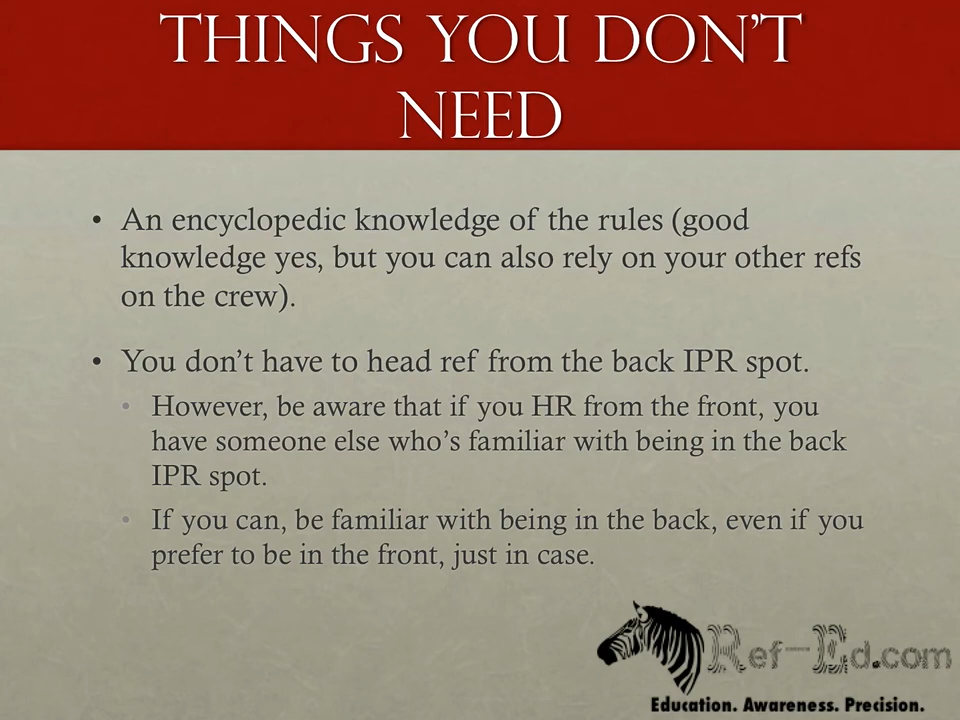 THINGS YOU DON'T
NEED
• An encyclopedic knowledge of the rules (good
knowledge yes, but you can also rely on your other refs
on the crew).
• You don't have to head ref from the back IPR spot.
• However, be aware that if you HR from the front, you
have someone else who's familiar with being in the back
IPR spot.
• If you can, be familiar with being in the back, even if you
prefer to be in the front, just in case.
Ref-Ed.com
Education. Awareness. Precision.